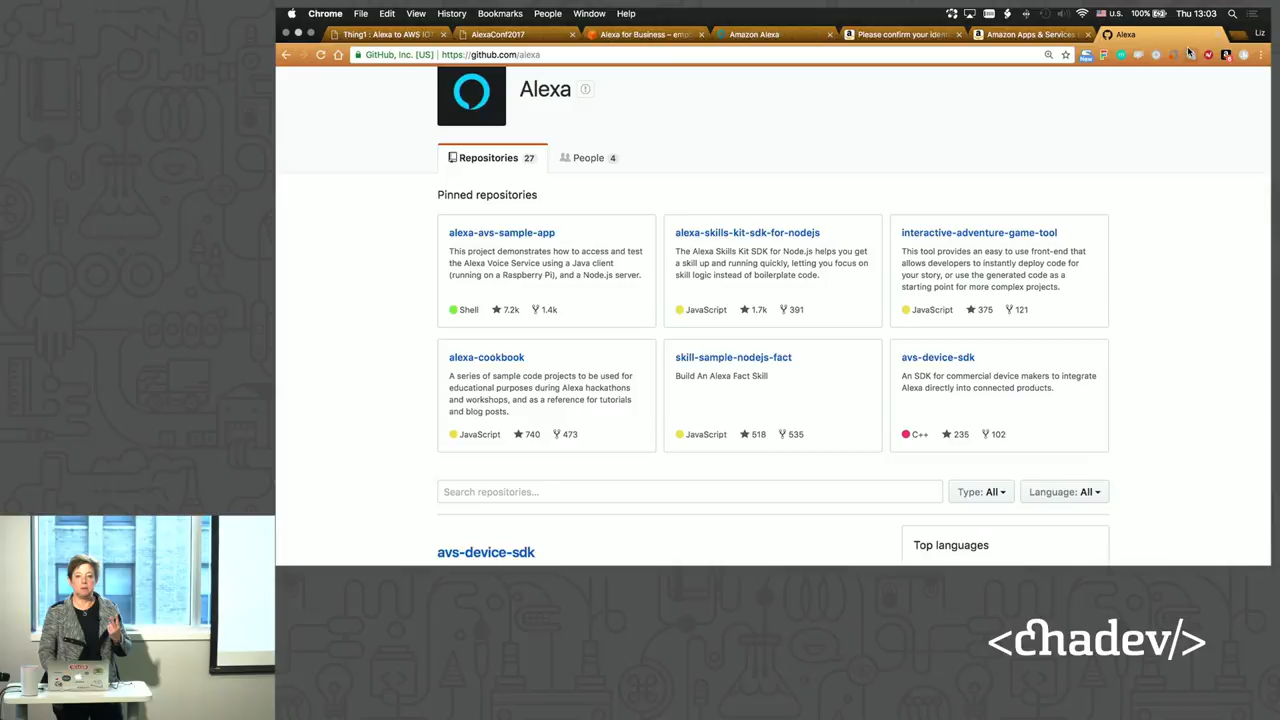 Chrome File Edit View History Bookmarks People Window Help U.S. 100% Thu 13:03
Thing1 : Alexa to AWS IOT AlexaConf2017 Alexa for Business – emp Amazon Alexa Please confirm your Iden Amazon Apps & Services Alexa Liz
GitHub, Inc. [US] https://github.com/alexa
Alexa
Repositories 27 People 4
Pinned repositories
alexa-avs-sample-app
This project demonstrates how to access and test
the Alexa Voice Service using a Java client
(running on a Raspberry Pi), and a Node.js server.
Shell 7.2k 1.4k
alexa-skills-kit-sdk-for-nodejs
The Alexa Skills Kit SDK for Node.js helps you get
a skill up and running quickly, letting you focus on
skill logic instead of boilerplate code.
JavaScript 1.7k 391
interactive-adventure-game-tool
This tool provides an easy to use front-end that
allows developers to instantly deploy code for
your story, or use the generated code as a
starting point for more complex projects.
JavaScript 375 121
alexa-cookbook
A series of sample code projects to be used for
educational purposes during Alexa hackathons
and workshops, and as a reference for tutorials
and blog posts.
JavaScript 740 473
skill-sample-nodejs-fact
Build An Alexa Fact Skill
JavaScript 518 535
avs-device-sdk
An SDK for commercial device makers to integrate
Alexa directly into connected products.
C++ 235 102
Search repositories... Type: All Language: All
avs-device-sdk
Top languages
<chadev/>